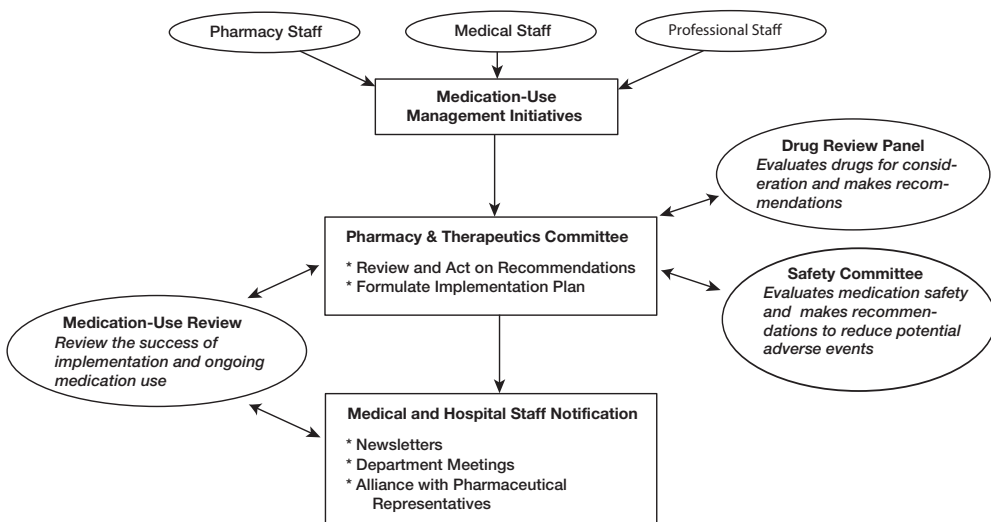 Pharmacy Staff
Medical Staff
Professional Staff
Medication-Use
Management Initiatives
Drug Review Panel
Evaluates drugs for consid-
eration and makes recom-
mendations
Pharmacy & Therapeutics Committee
* Review and Act on Recommendations
* Formulate Implementation Plan
Safety Committee
Evaluates medication safety
and makes recommen-
dations to reduce potential
adverse events
Medication-Use Review
Review the success of
implementation and ongoing
medication use
Medical and Hospital Staff Notification
* Newsletters
* Department Meetings
* Alliance with Pharmaceutical
Representatives